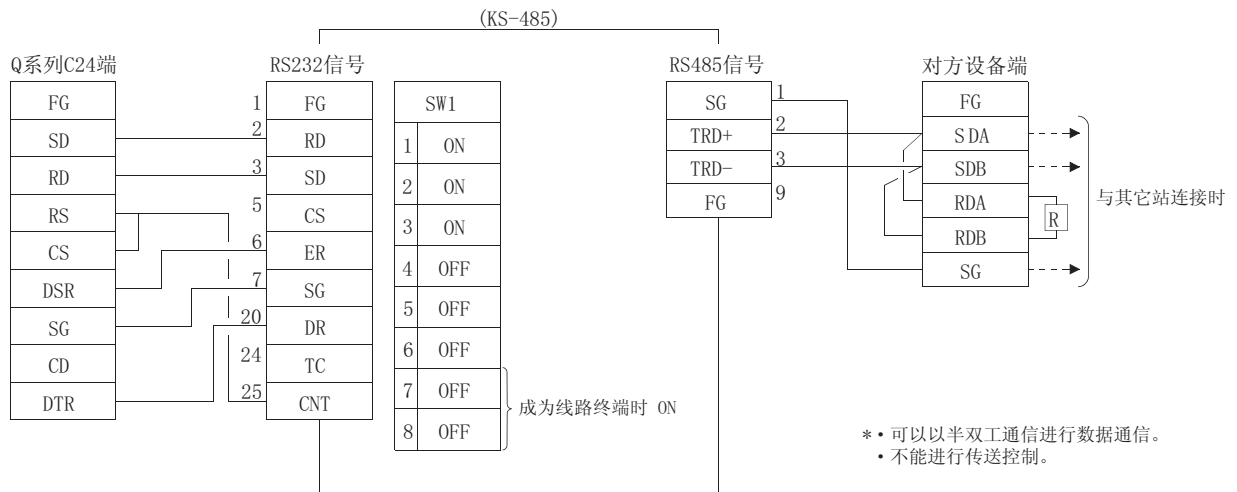 (KS-485)
Q系列C24端
FG
SD
RD
RS
CS
DSR
SG
CD
DTR
RS232信号
1 FG
2 RD
3 SD
5 CS
6 ER
7 SG
20 DR
24 TC
25 CNT
SW1
1 ON
2 ON
3 ON
4 OFF
5 OFF
6 OFF
7 OFF
8 OFF
成为线路终端时 ON
RS485信号
SG 1
TRD+ 2
TRD- 3
FG 9
对方设备端
FG
SDA
SDB
RDA
RDB
SG
R
与其它站连接时
*・可以以半双工通信进行数据通信。
・不能进行传送控制。